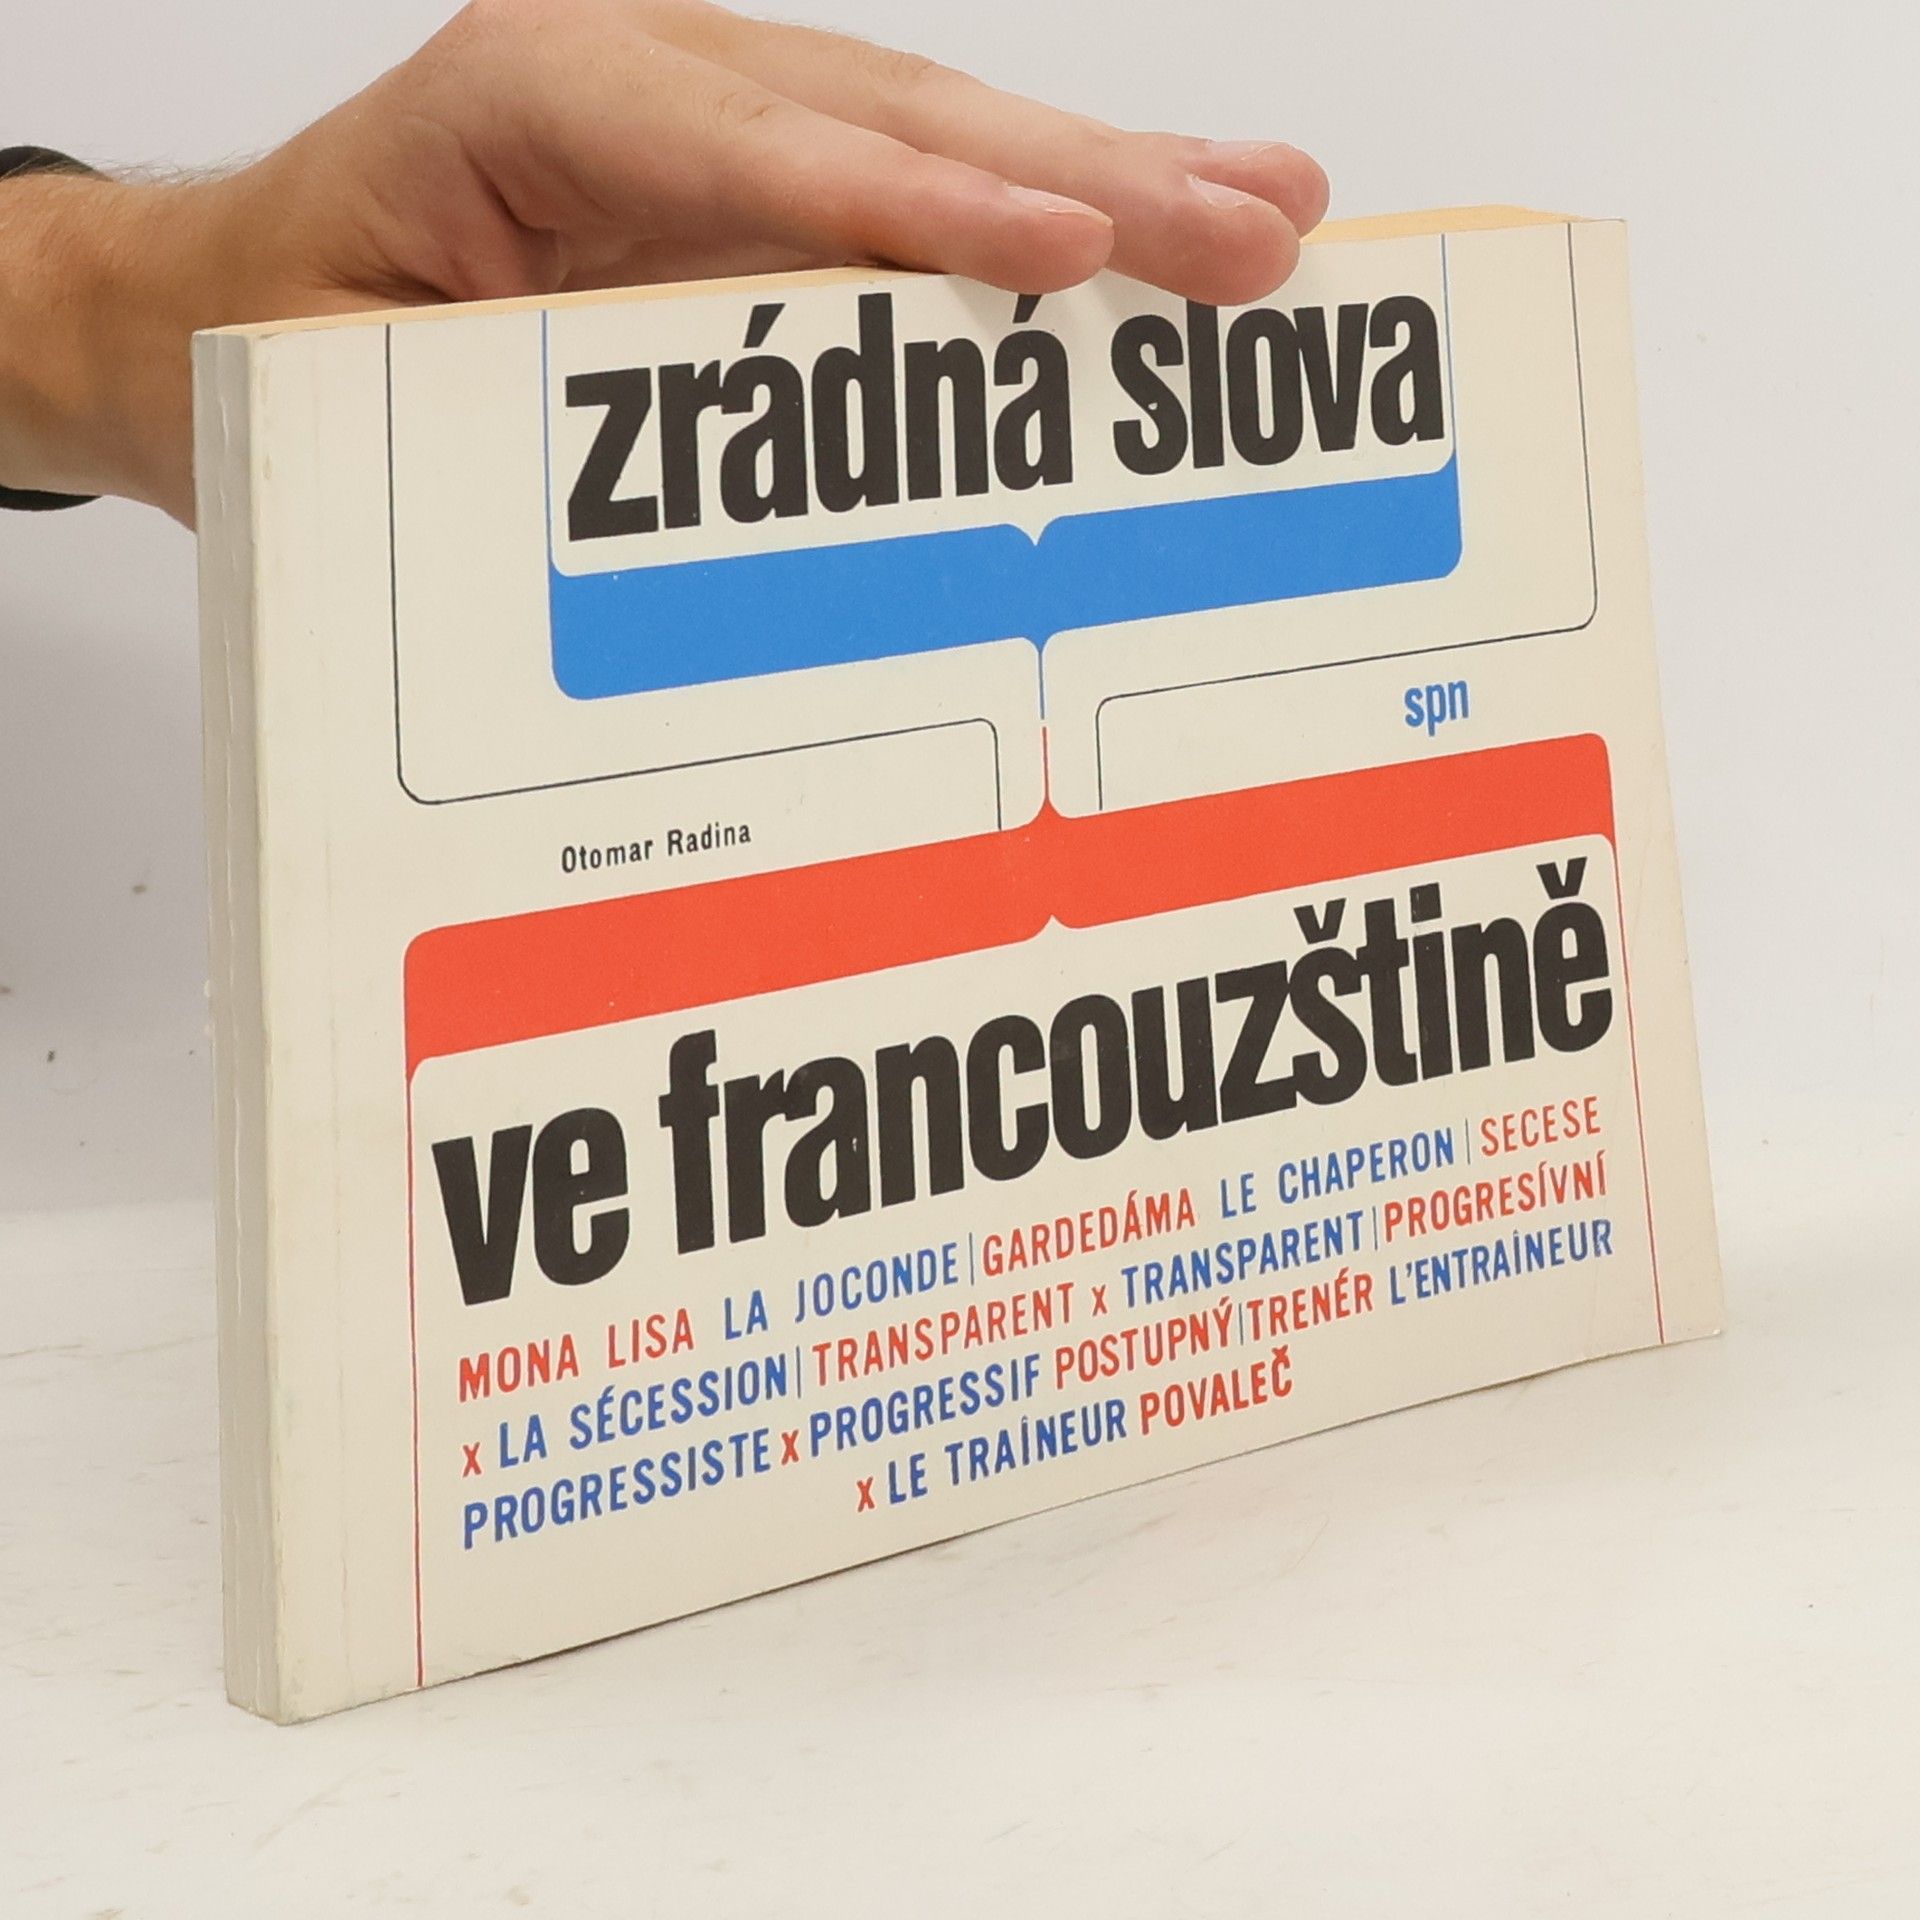 zrádná slova
spn
Otomar Radina
ve francouzštině
MONA LISA LA JOCONDE | GARDEDÁMA LE CHAPERON | SECESE
x LA SÉCESSION | TRANSPARENT x TRANSPARENT | PROGRESÍVNÍ
PROGRESSISTE x PROGRESSIF POSTUPNÝ | TRENÉR L'ENTRAÎNEUR
x LE TRAÎNEUR POVALEČ